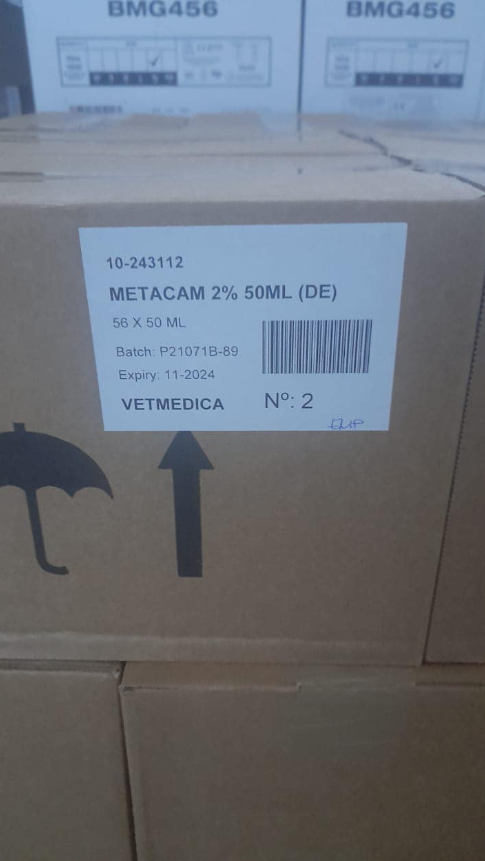 BMG456
BMG456
10-243112
METACAM 2% 50ML (DE)
56 X 50 ML
Batch: P21071B-89
Expiry: 11-2024
VETMEDICA
Nº: 2